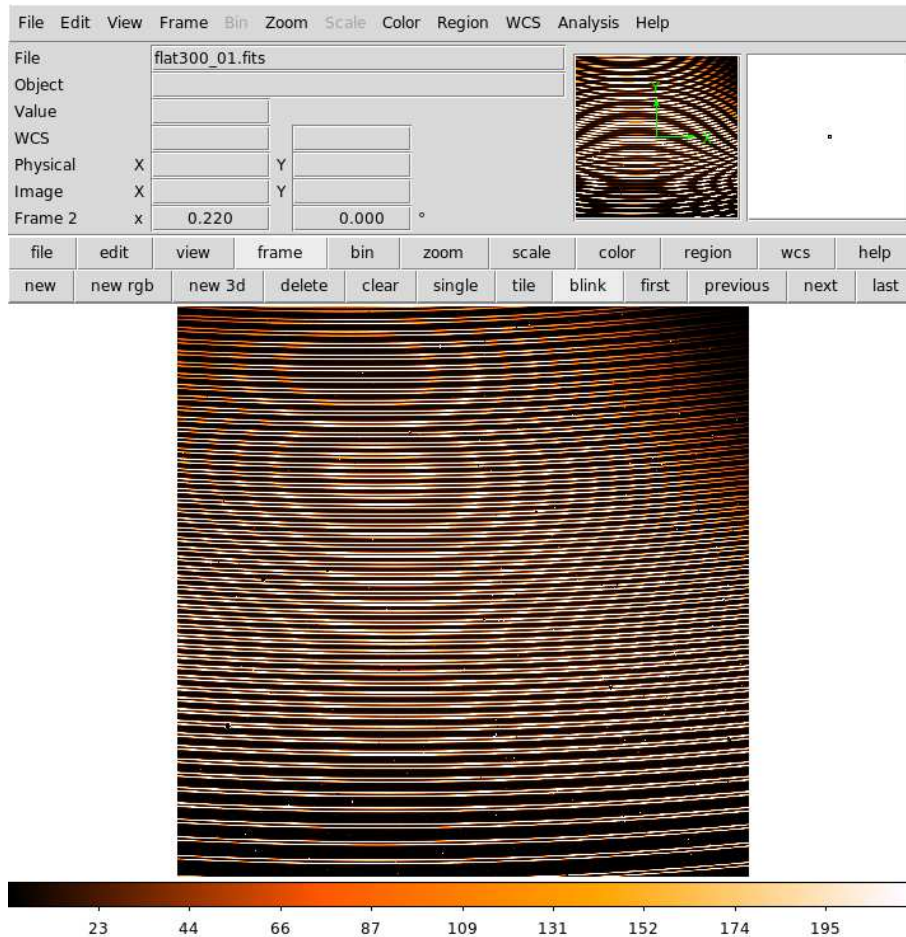 File Edit View Frame Bin Zoom Scale Color Region WCS Analysis Help
File flat300_01.fits
Object
Value
WCS
Physical X Y
Image X Y
Frame 2 x 0.220 0.000 °
Y
X
file edit view frame bin zoom scale color region wcs help
new new rgb new 3d delete clear single tile blink first previous next last
23 44 66 87 109 131 152 174 195